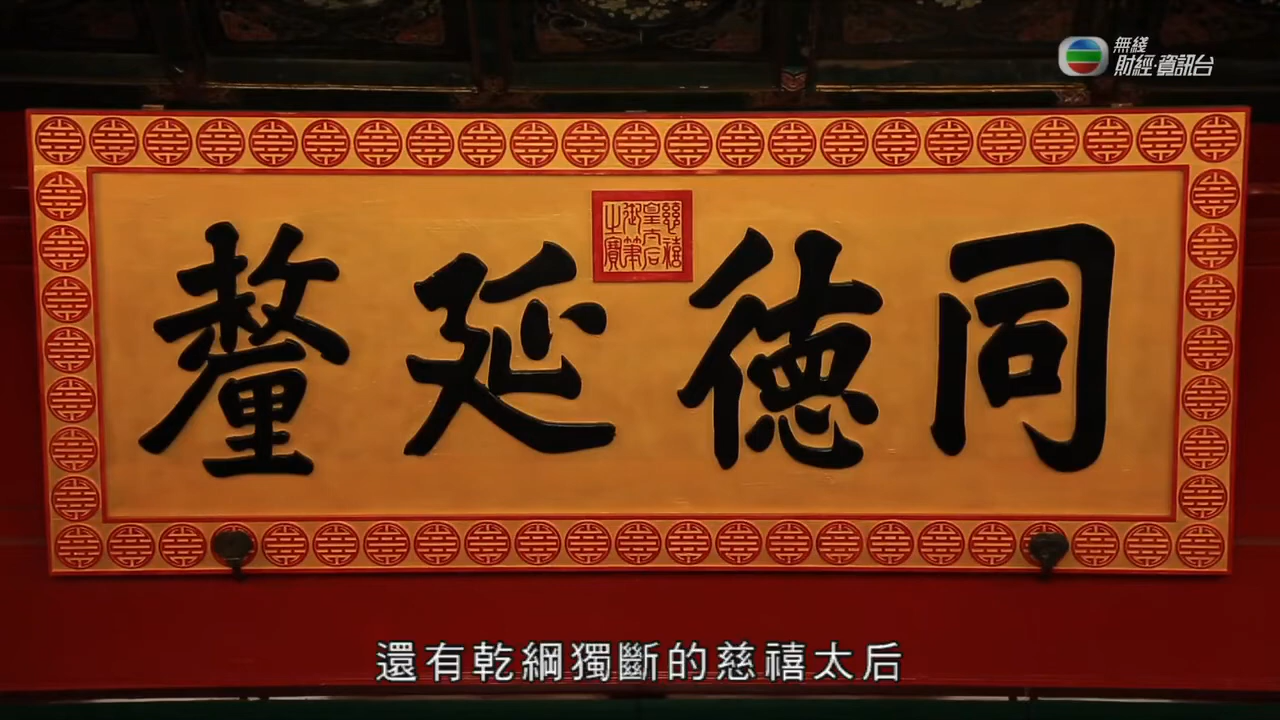 無綫
財經·資訊台
慈禧
皇太后
御筆
之寶
同德延釐
還有乾綱獨斷的慈禧太后